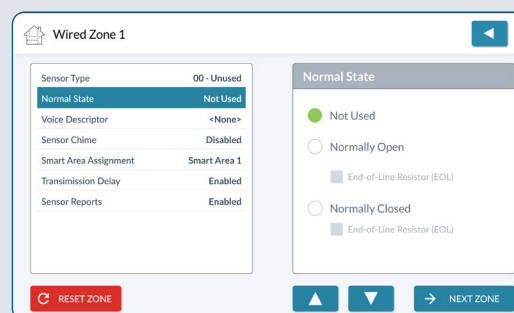 Wired Zone 1
Sensor Type 00 - Unused
Normal State Not Used
Voice Descriptor <None>
Sensor Chime Disabled
Smart Area Assignment Smart Area 1
Transimission Delay Enabled
Sensor Reports Enabled
RESET ZONE
Normal State
Not Used
Normally Open
End-of-Line Resistor (EOL)
Normally Closed
End-of-Line Resistor (EOL)
NEXT ZONE